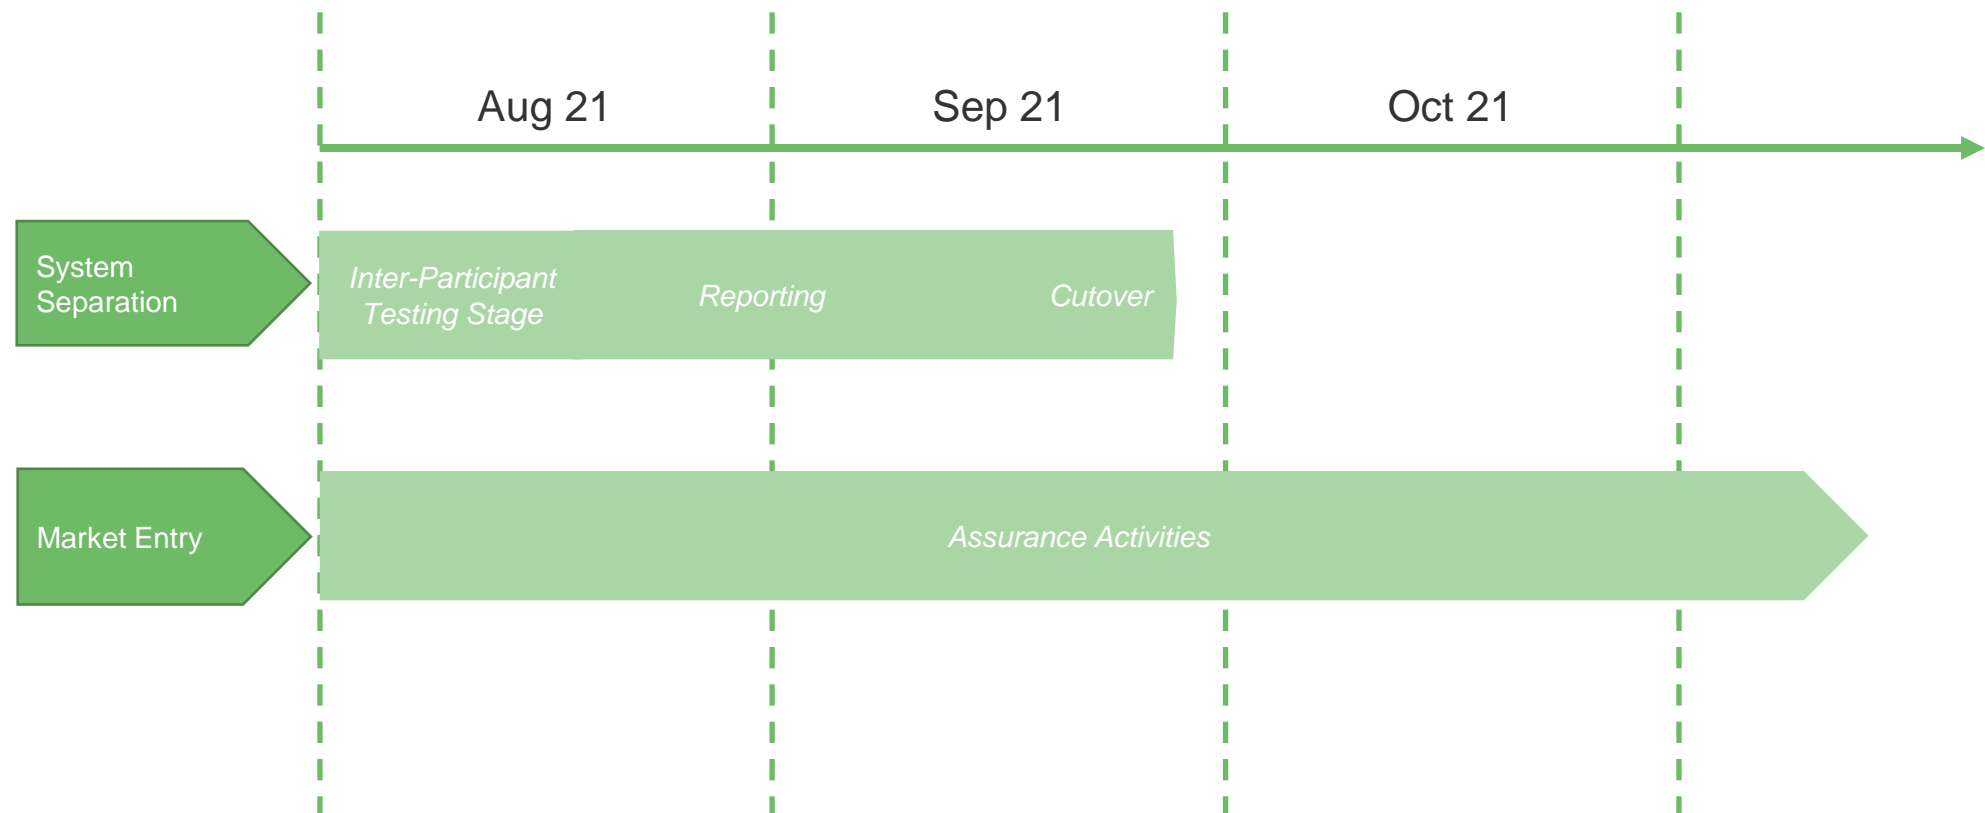 Aug 21
Sep 21
Oct 21
System
Separation
Inter-Participant
Testing Stage
Reporting
Cutover
Market Entry
Assurance Activities